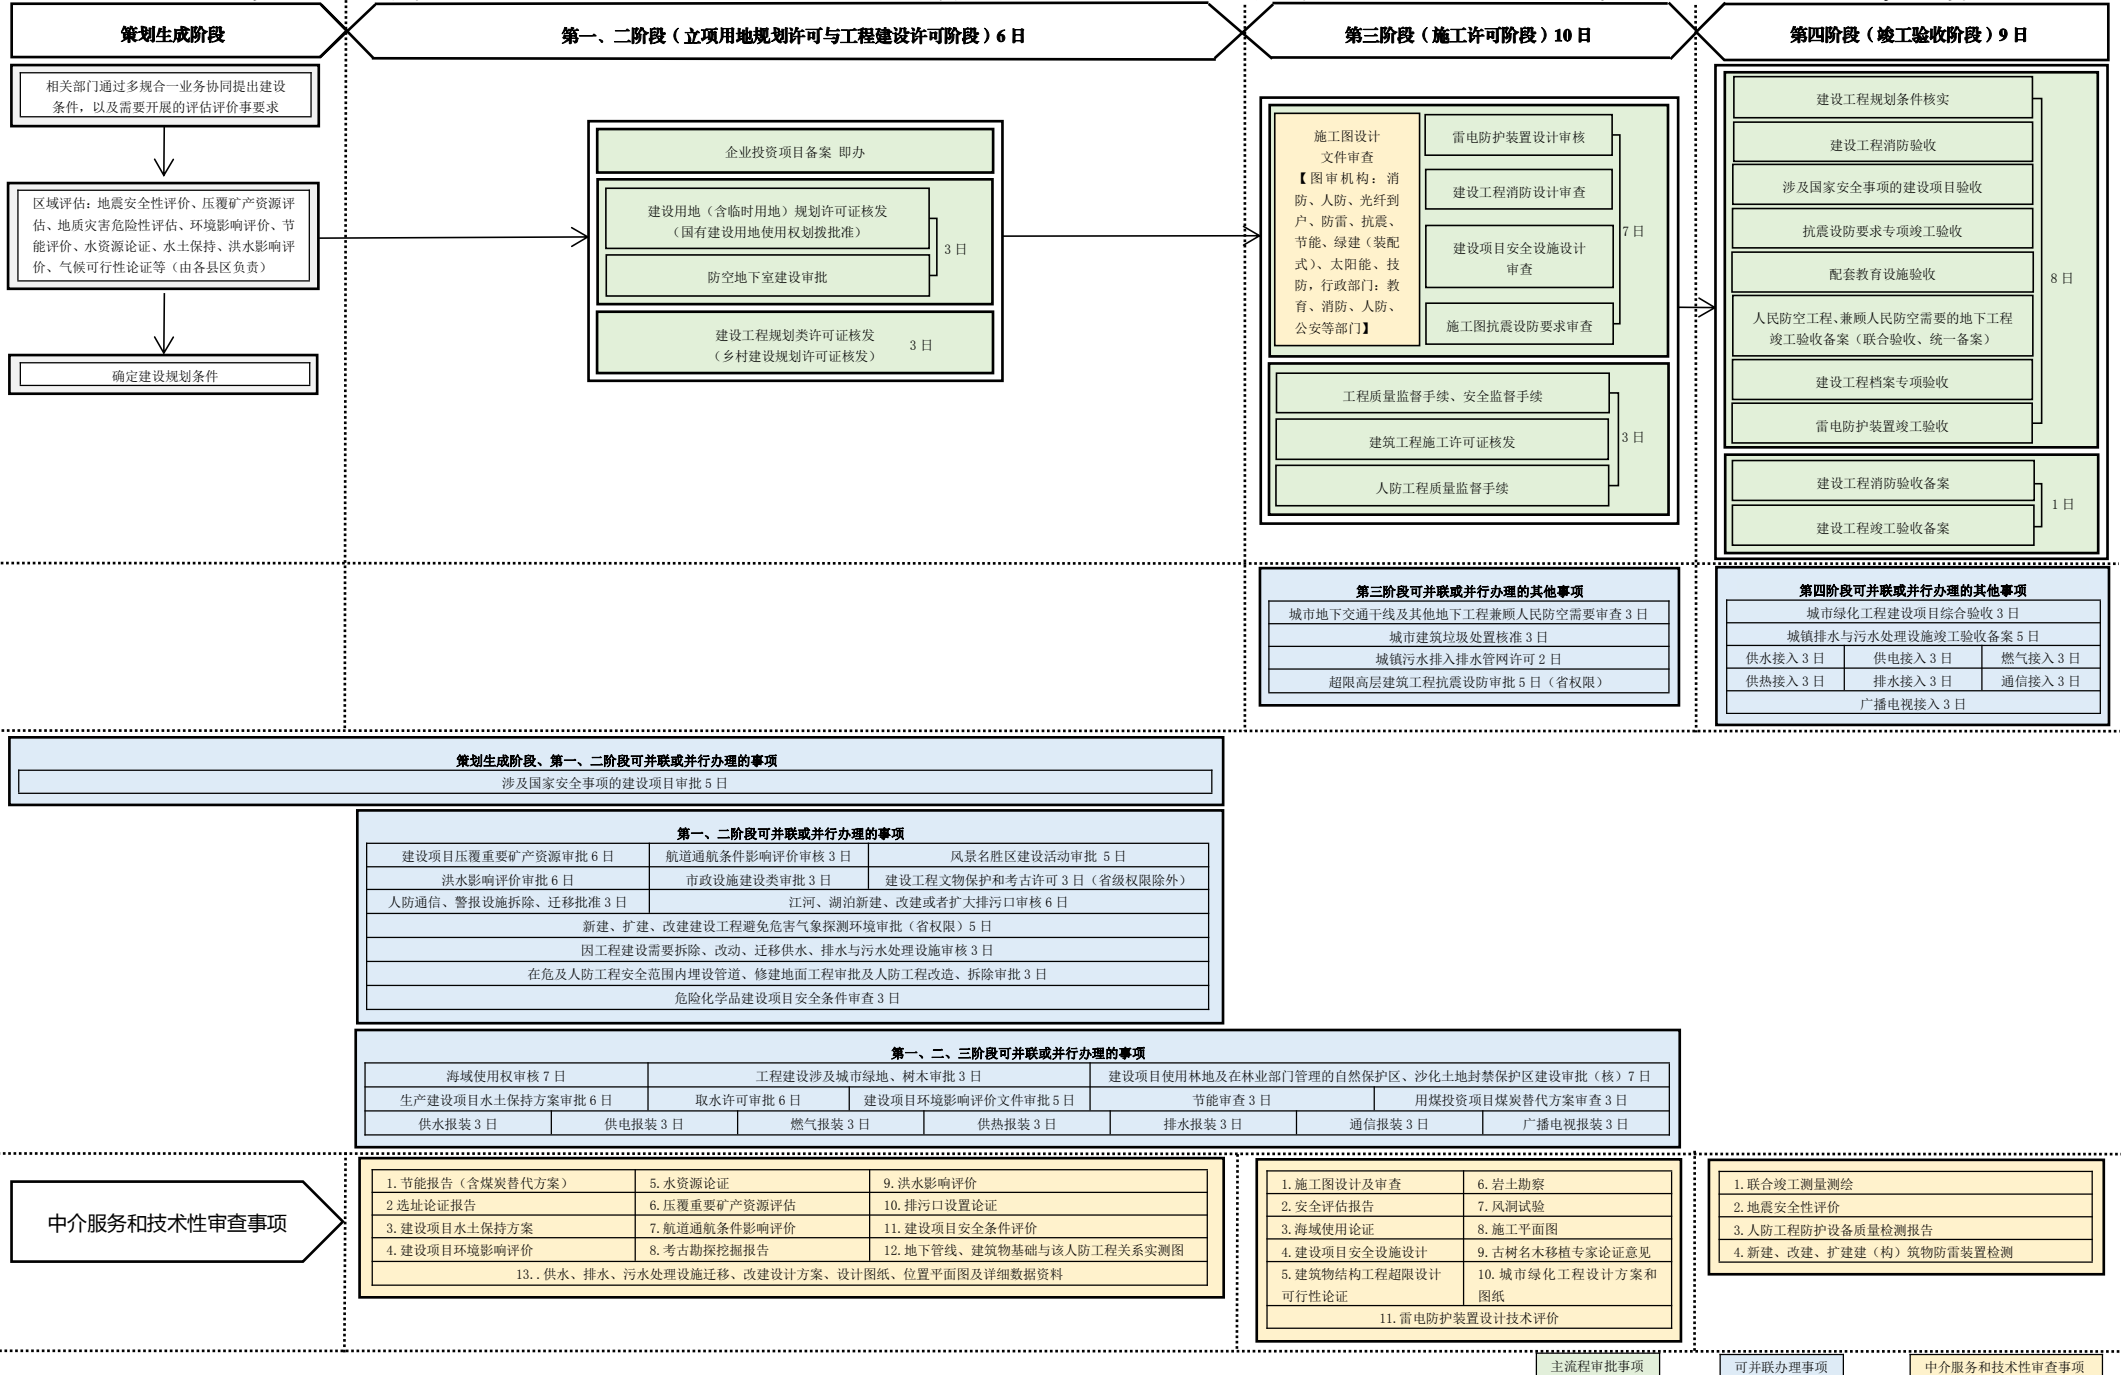 策划生成阶段
第一、二阶段（立项用地规划许可与工程建设许可阶段）6日
第三阶段（施工许可阶段）10日
第四阶段（竣工验收阶段）9日
相关部门通过多规合一业务协同提出建设
条件，以及需要开展的评估评价事要求
区域评估：地震安全性评价、压覆矿产资源评
估、地质灾害危险性评估、环境影响评价、节
能评价、水资源论证、水土保持、洪水影响评
价、气候可行性论证等（由各县区负责）
确定建设规划条件
企业投资项目备案 即办
建设用地（含临时用地）规划许可证核发
（国有建设用地使用权划拨批准）
防空地下室建设审批
3日
建设工程规划类许可证核发
（乡村建设规划许可证核发）
3日
施工图设计
文件审查
【图审机构：消
防、人防、光纤到
户、防雷、抗震、
节能、绿建（装配
式）、太阳能、技
防，行政部门：教
育、消防、人防、
公安等部门】
雷电防护装置设计审核
建设工程消防设计审查
建设项目安全设施设计
审查
施工图抗震设防要求审查
7日
工程质量监督手续、安全监督手续
建筑工程施工许可证核发
人防工程质量监督手续
3日
建设工程规划条件核实
建设工程消防验收
涉及国家安全事项的建设项目验收
抗震设防要求专项竣工验收
配套教育设施验收
人民防空工程、兼顾人民防空需要的地下工程
竣工验收备案（联合验收、统一备案）
建设工程档案专项验收
雷电防护装置竣工验收
8日
建设工程消防验收备案
建设工程竣工验收备案
1日
第三阶段可并联或并行办理的其他事项
城市地下交通干线及其他地下工程兼顾人民防空需要审查3日
城市建筑垃圾处置核准3日
城镇污水排入排水管网许可2日
超限高层建筑工程抗震设防审批5日（省权限）
第四阶段可并联或并行办理的其他事项
城市绿化工程建设项目综合验收3日
城镇排水与污水处理设施竣工验收备案5日
供水接入3日
供电接入3日
燃气接入3日
供热接入3日
排水接入3日
通信接入3日
广播电视接入3日
策划生成阶段、第一、二阶段可并联或并行办理的事项
涉及国家安全事项的建设项目审批5日
第一、二阶段可并联或并行办理的事项
建设项目压覆重要矿产资源审批6日
航道通航条件影响评价审核3日
风景名胜区建设活动审批 5日
洪水影响评价审批6日
市政设施建设类审批3日
建设工程文物保护和考古许可3日（省级权限除外）
人防通信、警报设施拆除、迁移批准3日
江河、湖泊新建、改建或者扩大排污口审核6日
新建、扩建、改建建设工程避免危害气象探测环境审批（省权限）5日
因工程建设需要拆除、改动、迁移供水、排水与污水处理设施审核3日
在危及人防工程安全范围内埋设管道、修建地面工程审批及人防工程改造、拆除审批3日
危险化学品建设项目安全条件审查3日
第一、二、三阶段可并联或并行办理的事项
海域使用权审核7日
工程建设涉及城市绿地、树木审批3日
建设项目使用林地及在林业部门管理的自然保护区、沙化土地封禁保护区建设审批（核）7日
生产建设项目水土保持方案审批6日
取水许可审批6日
建设项目环境影响评价文件审批5日
节能审查3日
用煤投资项目煤炭替代方案审查3日
供水报装3日
供电报装3日
燃气报装3日
供热报装3日
排水报装3日
通信报装3日
广播电视报装3日
中介服务和技术性审查事项
1.节能报告（含煤炭替代方案）
5.水资源论证
9.洪水影响评价
2选址论证报告
6.压覆重要矿产资源评估
10.排污口设置论证
3.建设项目水土保持方案
7.航道通航条件影响评价
11.建设项目安全条件评价
4.建设项目环境影响评价
8.考古勘探挖掘报告
12.地下管线、建筑物基础与该人防工程关系实测图
13..供水、排水、污水处理设施迁移、改建设计方案、设计图纸、位置平面图及详细数据资料
1.施工图设计及审查
6.岩土勘察
2.安全评估报告
7.风洞试验
3.海域使用论证
8.施工平面图
4.建设项目安全设施设计
9.古树名木移植专家论证意见
5.建筑物结构工程超限设计
可行性论证
10.城市绿化工程设计方案和
图纸
11.雷电防护装置设计技术评价
1.联合竣工测量测绘
2.地震安全性评价
3.人防工程防护设备质量检测报告
4.新建、改建、扩建建（构）筑物防雷装置检测
主流程审批事项
可并联办理事项
中介服务和技术性审查事项